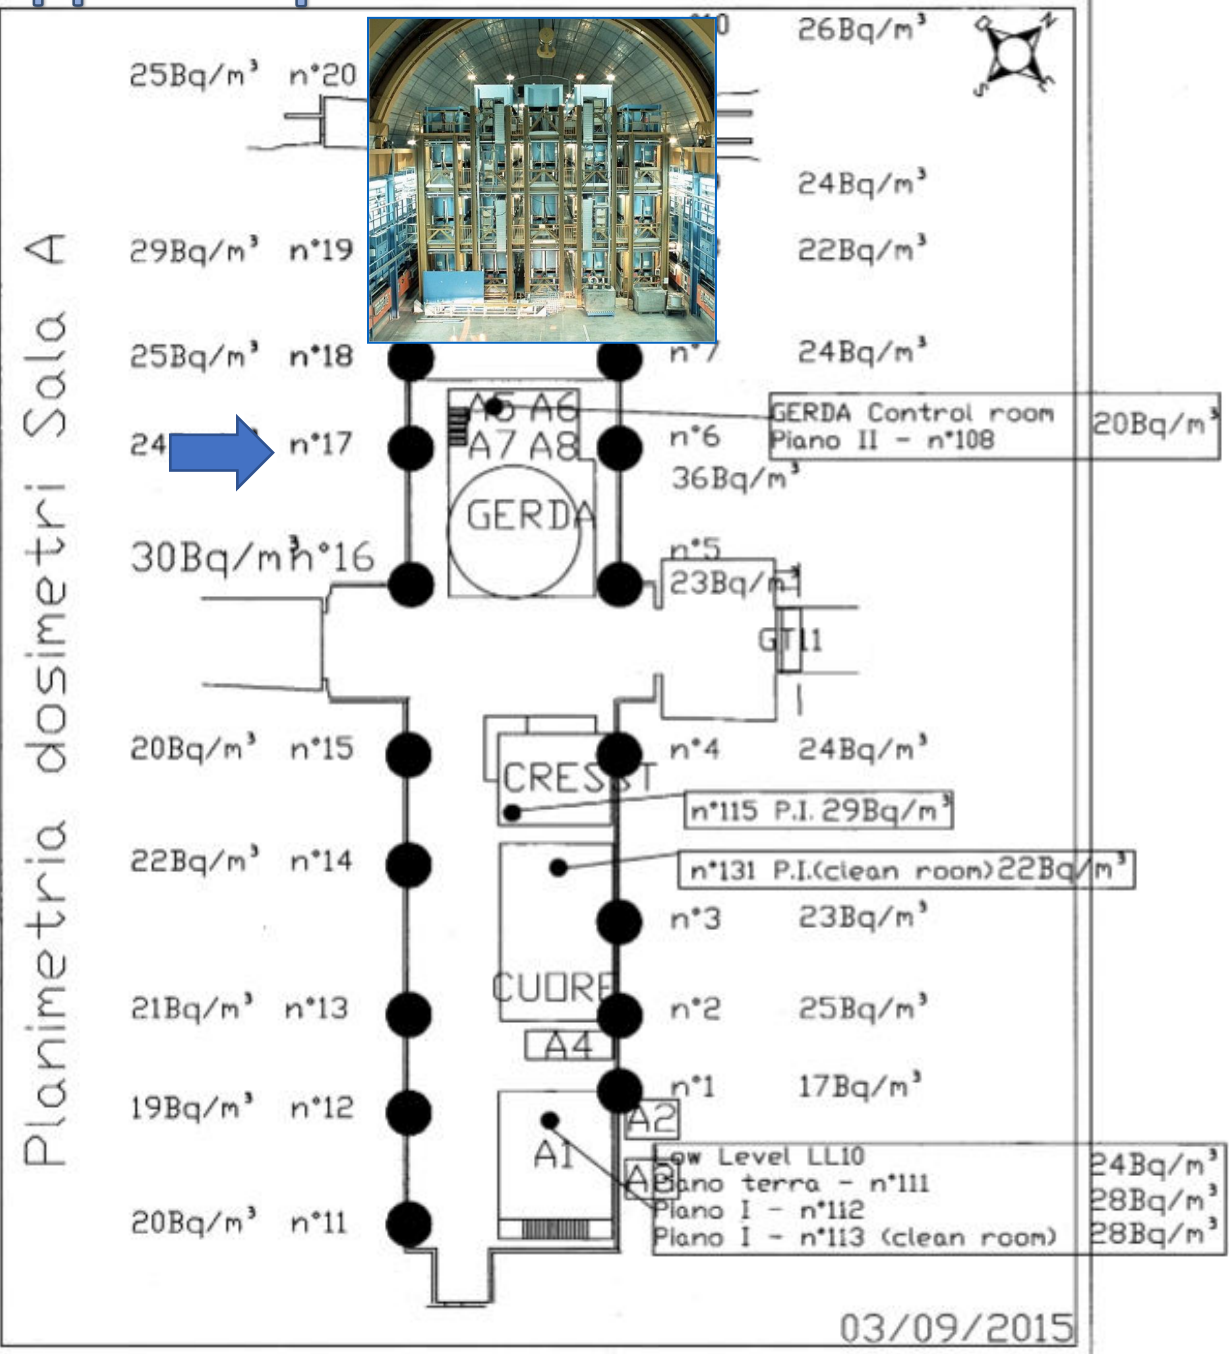 26Bq/m³
25Bq/m³ n°20
24Bq/m³
29Bq/m³ n°19
22Bq/m³
25Bq/m³ n°18
n°7 24Bq/m³
A5 A6
GERDA Control room
Piano II - n°108
20Bq/m³
24
n°17
A7 A8
n°6
36Bq/m³
GERDA
30Bq/m³ n°16
n°5
23Bq/m³
GT11
20Bq/m³ n°15
n°4 24Bq/m³
CRESST
n°115 P.I. 29Bq/m³
22Bq/m³ n°14
n°131 P.I.(clean room) 22Bq/m³
n°3 23Bq/m³
CUORE
21Bq/m³ n°13
n°2 25Bq/m³
A4
n°1 17Bq/m³
19Bq/m³ n°12
A2
A1
A3
Low Level LL10
Piano terra - n°111 24Bq/m³
Piano I - n°112 28Bq/m³
Piano I - n°113 (clean room) 28Bq/m³
20Bq/m³ n°11
03/09/2015
Planimetria dosimetri Sala A
N
O
S